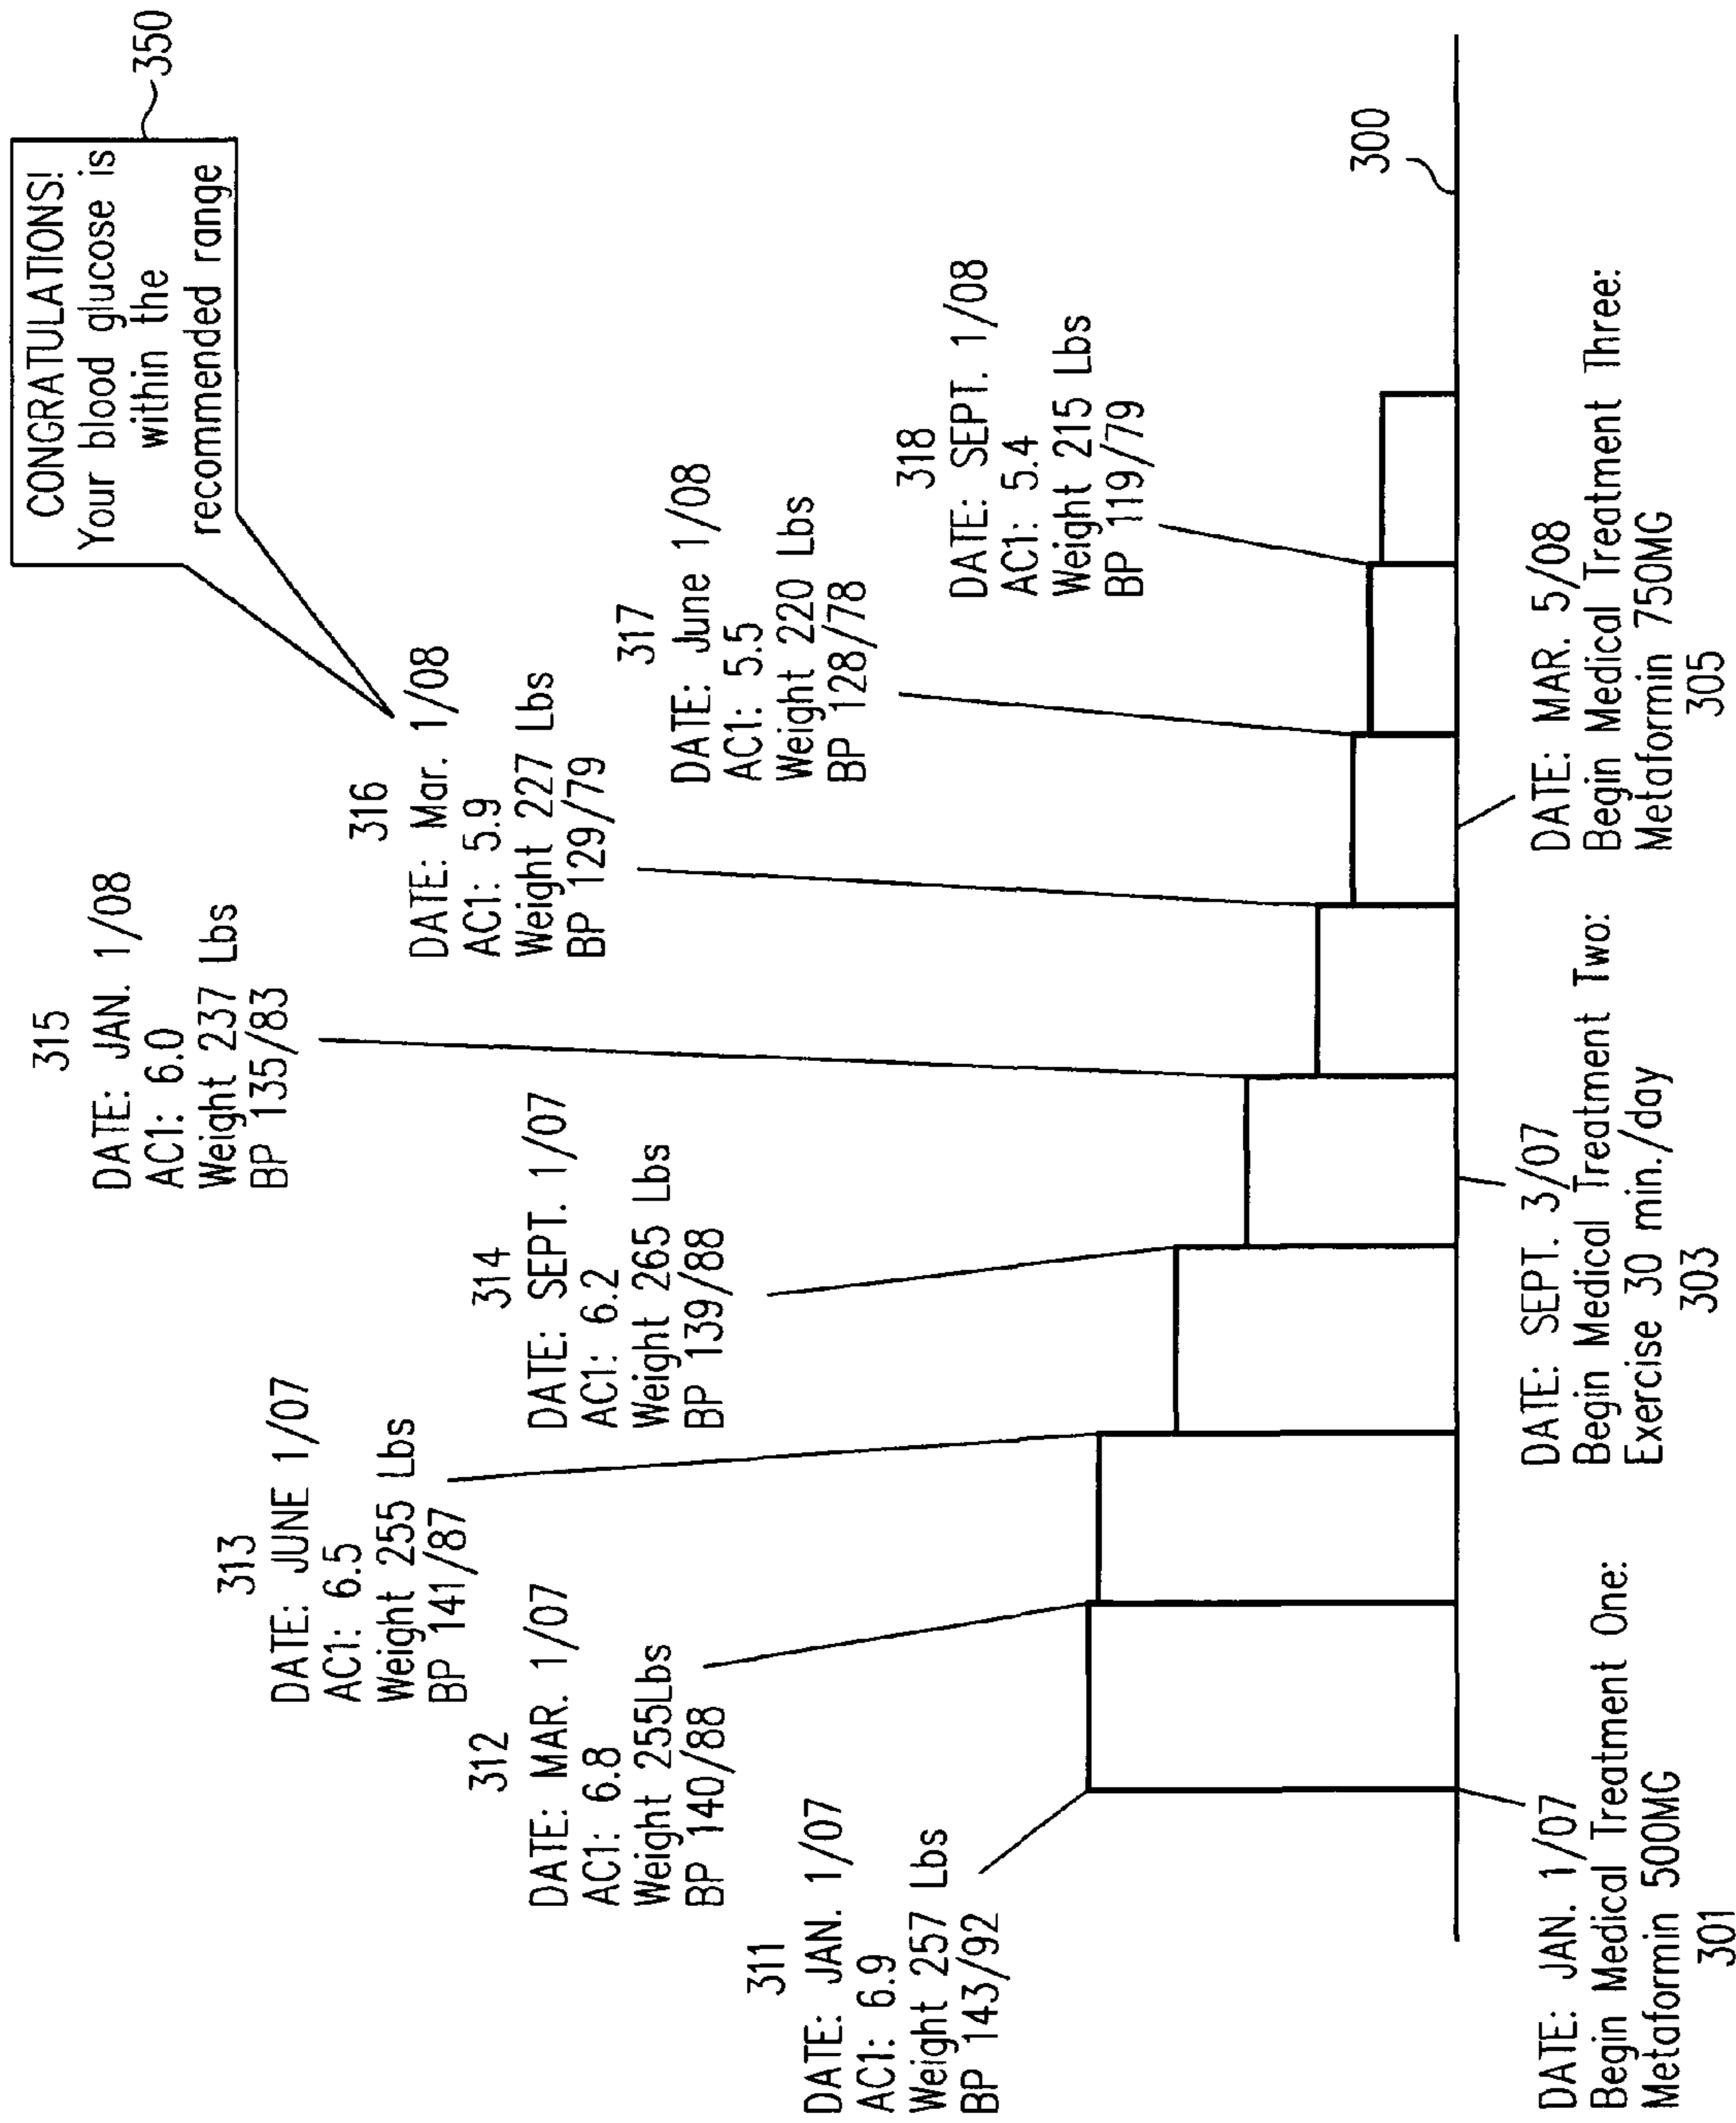 CONGRATULATIONS!
Your blood glucose is
within the
recommended range
350
315
DATE: JAN. 1/08
AC1: 6.0
Weight 237 Lbs
BP 135/83
313
DATE: JUNE 1/07
AC1: 6.5
Weight 255 Lbs
BP 141/87
316
DATE: Mar. 1/08
AC1: 5.9
Weight 227 Lbs
BP 129/79
312
DATE: MAR. 1/07
AC1: 6.8
Weight 255Lbs
BP 140/88
314
DATE: SEPT. 1/07
AC1: 6.2
Weight 265 Lbs
BP 139/88
317
DATE: June 1/08
AC1: 5.5
Weight 220 Lbs
BP 128/78
311
DATE: JAN. 1/07
AC1: 6.9
Weight 257 Lbs
BP 143/92
318
DATE: SEPT. 1/08
AC1: 5.4
Weight 215 Lbs
BP 119/79
300
DATE: JAN. 1/07
Begin Medical Treatment One:
Metaformin 500MG
301
DATE: SEPT. 3/07
Begin Medical Treatment Two:
Exercise 30 min./day
303
DATE: MAR. 5/08
Begin Medical Treatment Three:
Metaformin 750MG
305